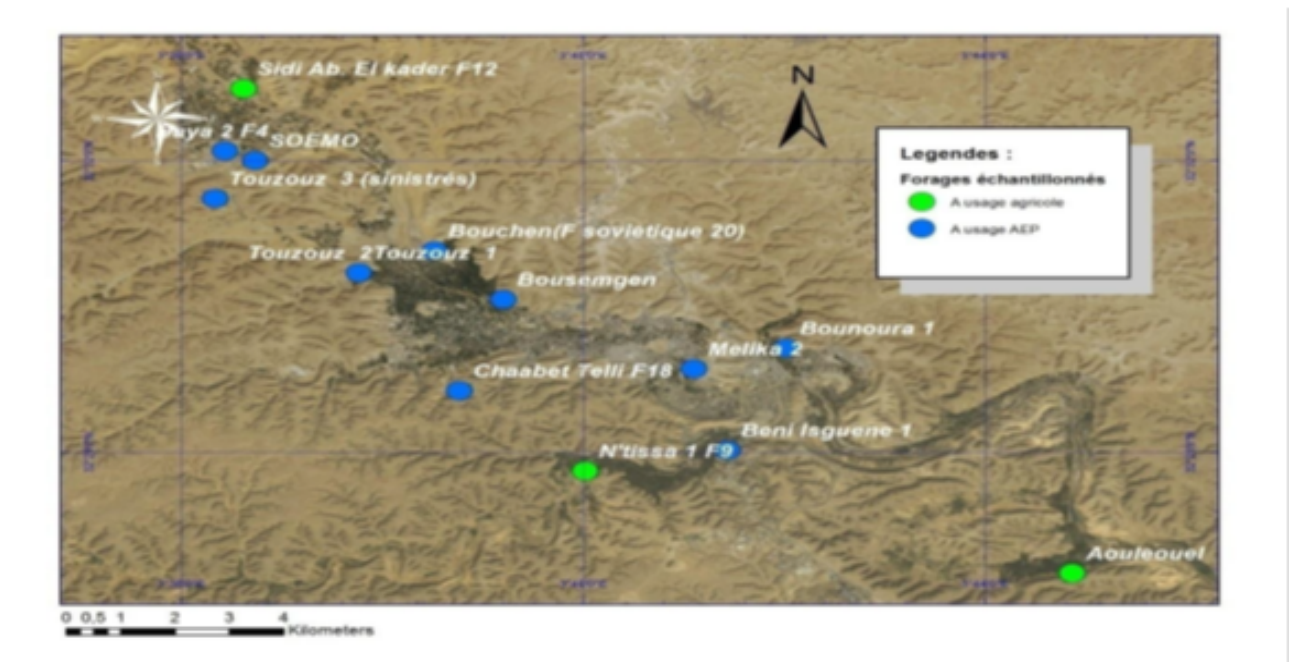 Sidi Ab. El kader F12
N
2 F4
SOEMO
Touzouz 3 (sinistrés)
Legendes :
Forages échantillonnés
A usage agricole
A usage AEP
Bouchen(F soviétique 20)
Touzouz 2Touzouz 1
Bousemgen
Bounoura 1
Melika 2
Chaabet Telli F18
Beni Isguene 1
N'tissa 1 F9
Aouleouel
0 0,5 1 2 3 4
Kilometers